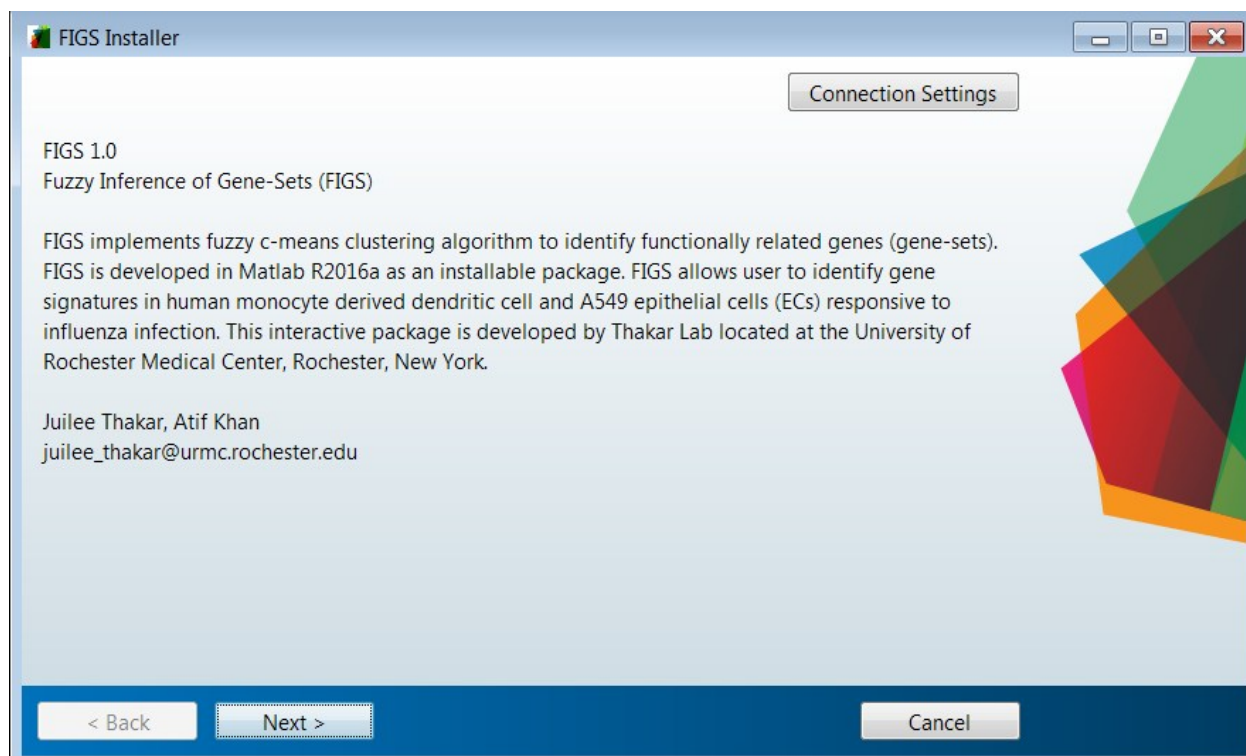 FIGS Installer
Connection Settings
FIGS 1.0
Fuzzy Inference of Gene-Sets (FIGS)
FIGS implements fuzzy c-means clustering algorithm to identify functionally related genes (gene-sets).
FIGS is developed in Matlab R2016a as an installable package. FIGS allows user to identify gene
signatures in human monocyte derived dendritic cell and A549 epithelial cells (ECs) responsive to
influenza infection. This interactive package is developed by Thakar Lab located at the University of
Rochester Medical Center, Rochester, New York.
Juilee Thakar, Atif Khan
juilee_thakar@urmc.rochester.edu
< Back
Next >
Cancel